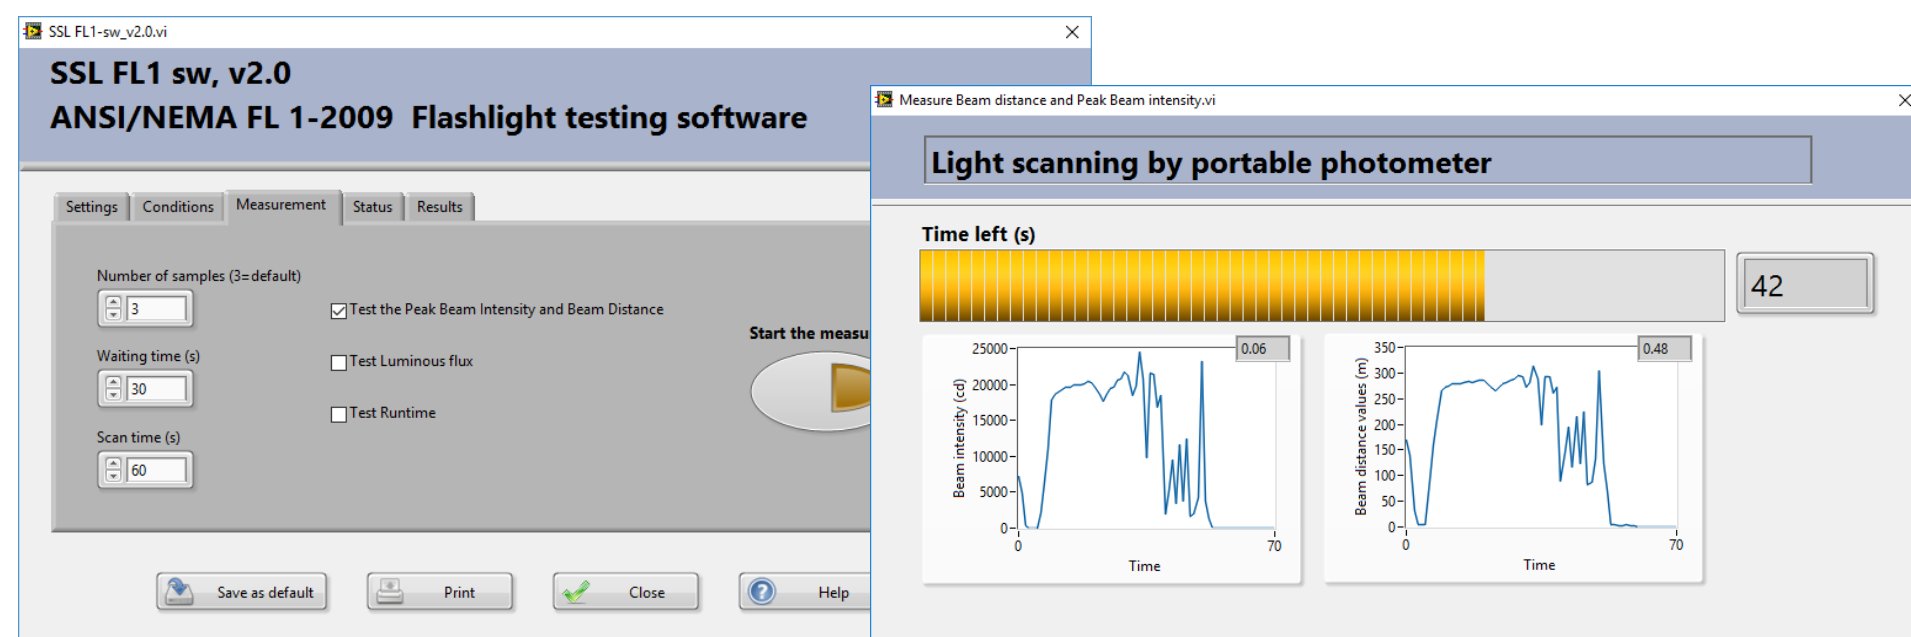 SSL FL1-sw_v2.0.vi
SSL FL1 sw, v2.0
ANSI/NEMA FL 1-2009 Flashlight testing software
Settings
Conditions
Measurement
Status
Results
Number of samples (3=default)
3
Waiting time (s)
30
Scan time (s)
60
Test the Peak Beam Intensity and Beam Distance
Test Luminous flux
Test Runtime
Start the measu
Save as default
Print
Close
Help
Measure Beam distance and Peak Beam intensity.vi
Light scanning by portable photometer
Time left (s)
42
0.06
Beam intensity (cd)
25000
20000
15000
10000
5000
0
0
70
Time
0.48
Beam distance values (m)
350
300
250
200
150
100
50
0
0
70
Time